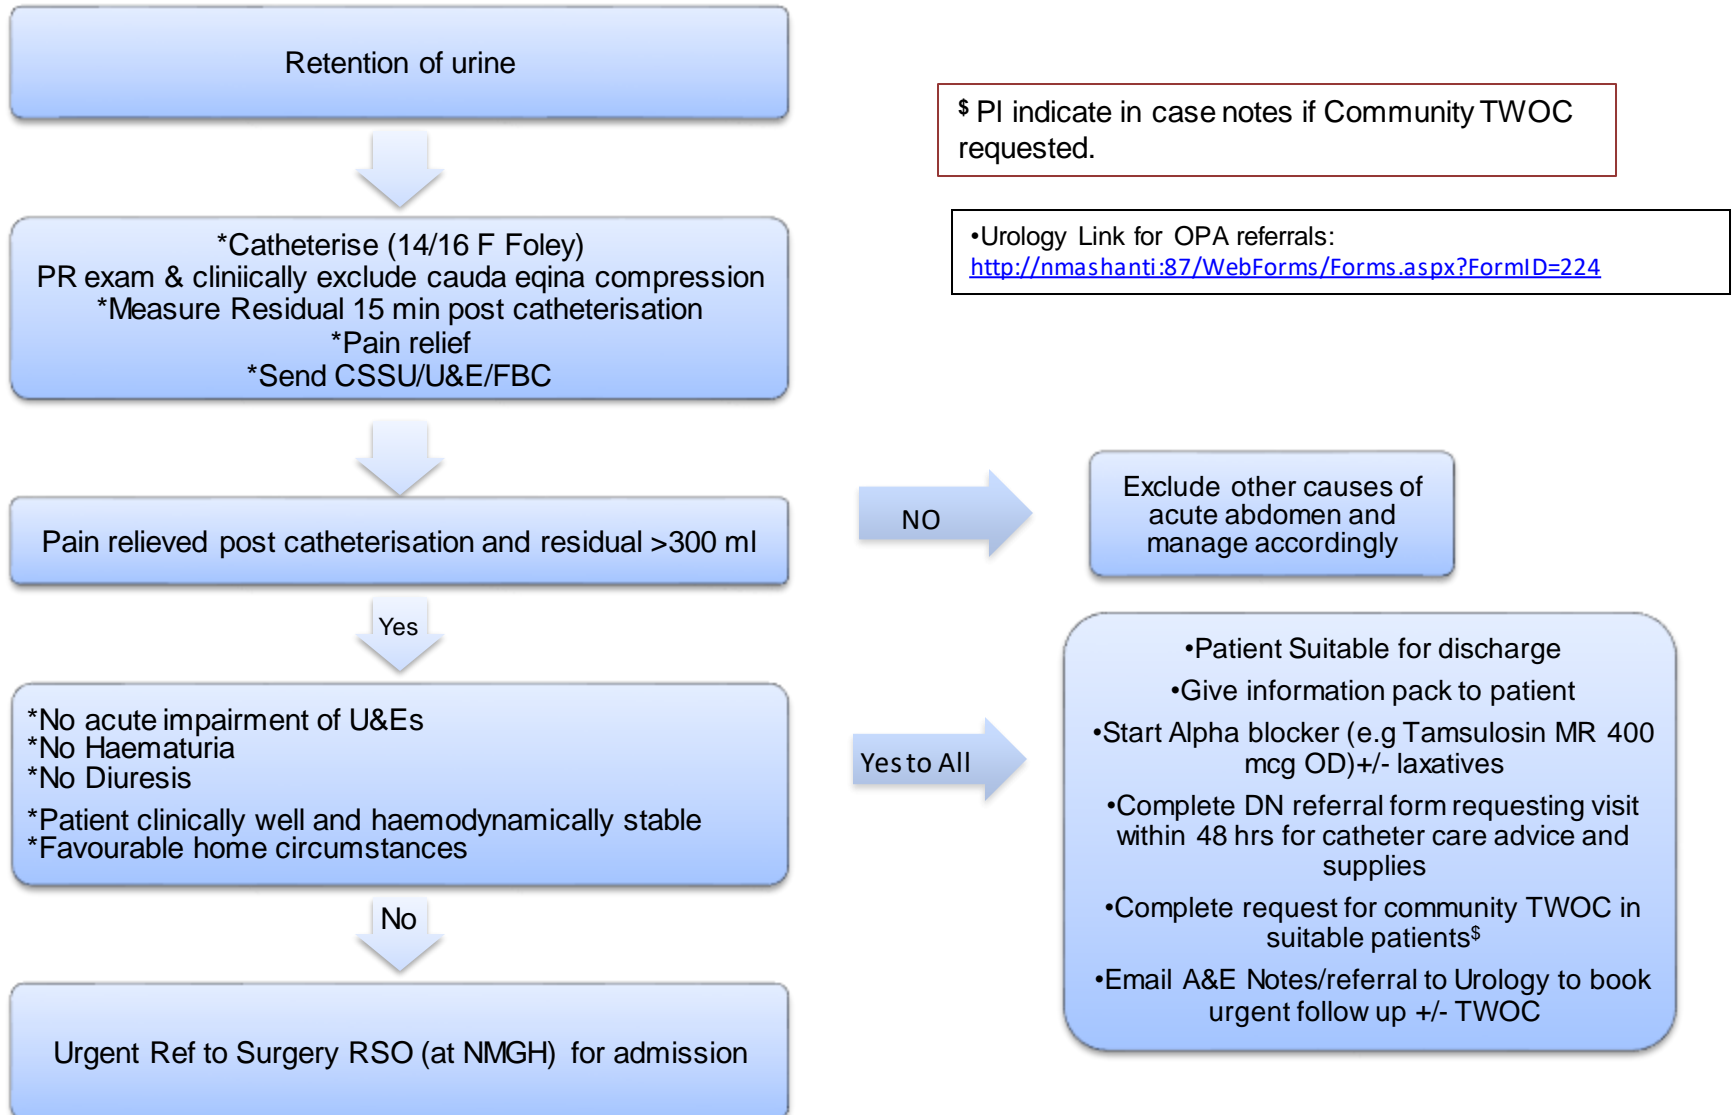 Retention of urine
$ Pl indicate in case notes if Community TWOC
requested.
*Catheterise (14/16 F Foley)
PR exam & cliniically exclude cauda eqina compression
*Measure Residual 15 min post catheterisation
*Pain relief
*Send CSSU/U&E/FBC
•Urology Link for OPA referrals:
http://nmashanti:87/WebForms/Forms.aspx?FormID=224
Pain relieved post catheterisation and residual >300 ml
NO
Exclude other causes of
acute abdomen and
manage accordingly
Yes
*No acute impairment of U&Es
*No Haematuria
*No Diuresis
*Patient clinically well and haemodynamically stable
*Favourable home circumstances
Yes to All
•Patient Suitable for discharge
•Give information pack to patient
•Start Alpha blocker (e.g Tamsulosin MR 400
mcg OD)+/- laxatives
•Complete DN referral form requesting visit
within 48 hrs for catheter care advice and
supplies
•Complete request for community TWOC in
suitable patients$
•Email A&E Notes/referral to Urology to book
urgent follow up +/- TWOC
No
Urgent Ref to Surgery RSO (at NMGH) for admission